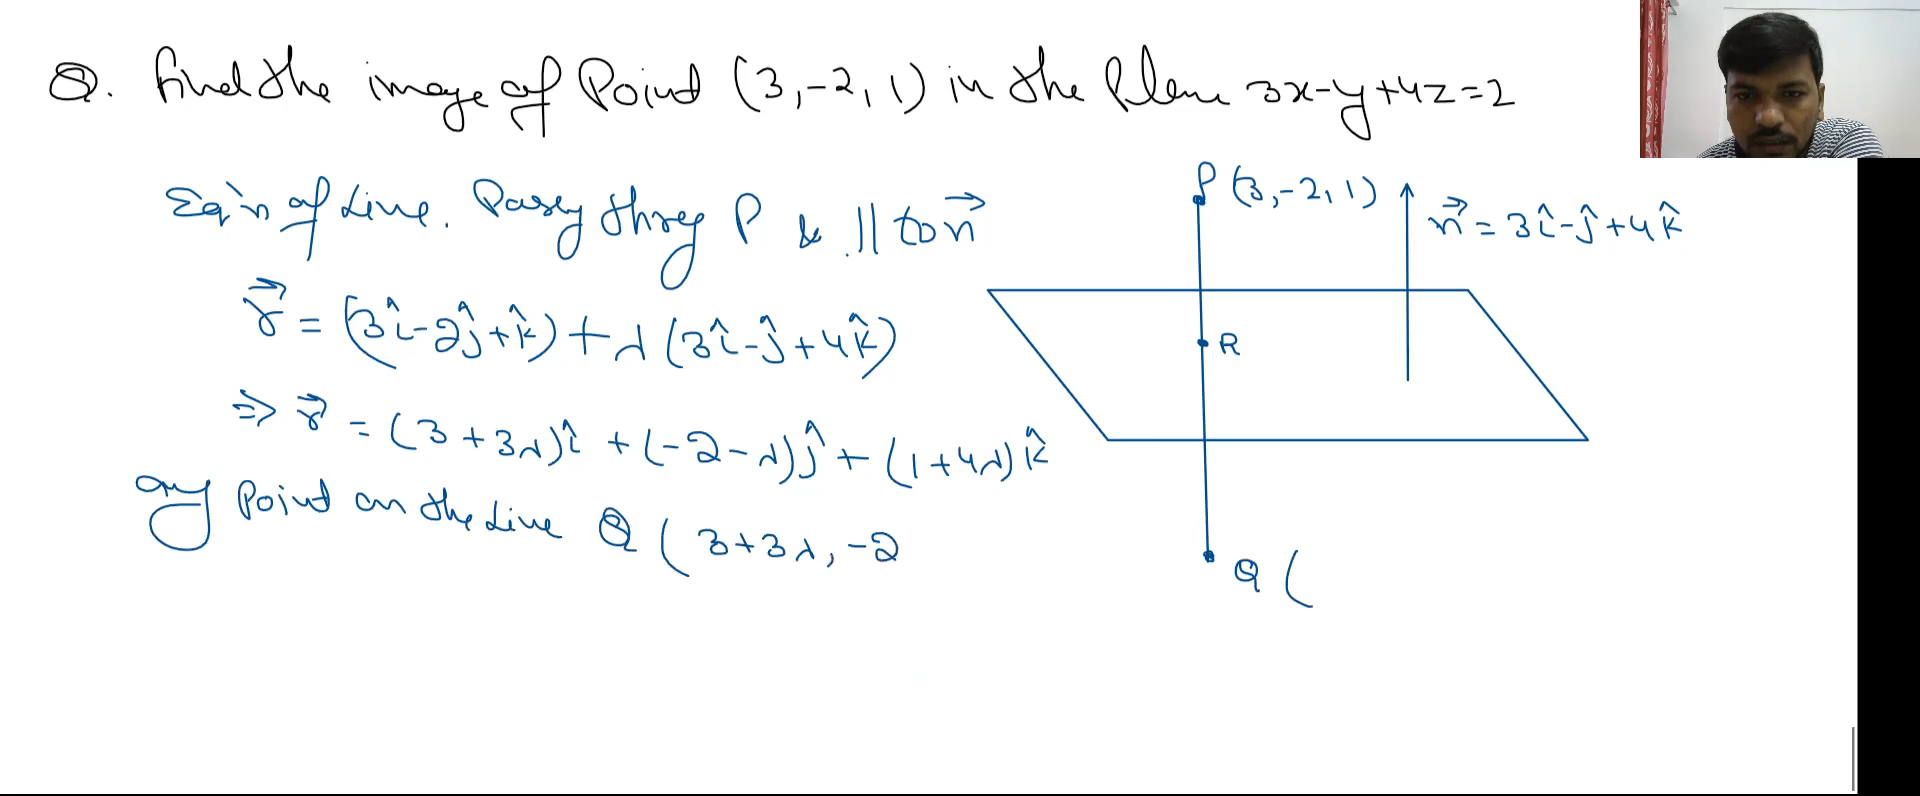 Q. Find the image of Point (3,-2,1) in the Plane 3x-y+4z=2
Eq'n of Line. Passing through P & || to n⃗
r⃗ = (3î-2ĵ+k̂)+λ(3î-ĵ+4k̂)
⇒ r⃗ = (3+3λ)î+(-2-λ)ĵ+(1+4λ)k̂
any Point on the Line Q (3+3λ, -2
P (3,-2,1)
n⃗ = 3î-ĵ+4k̂
R
Q (